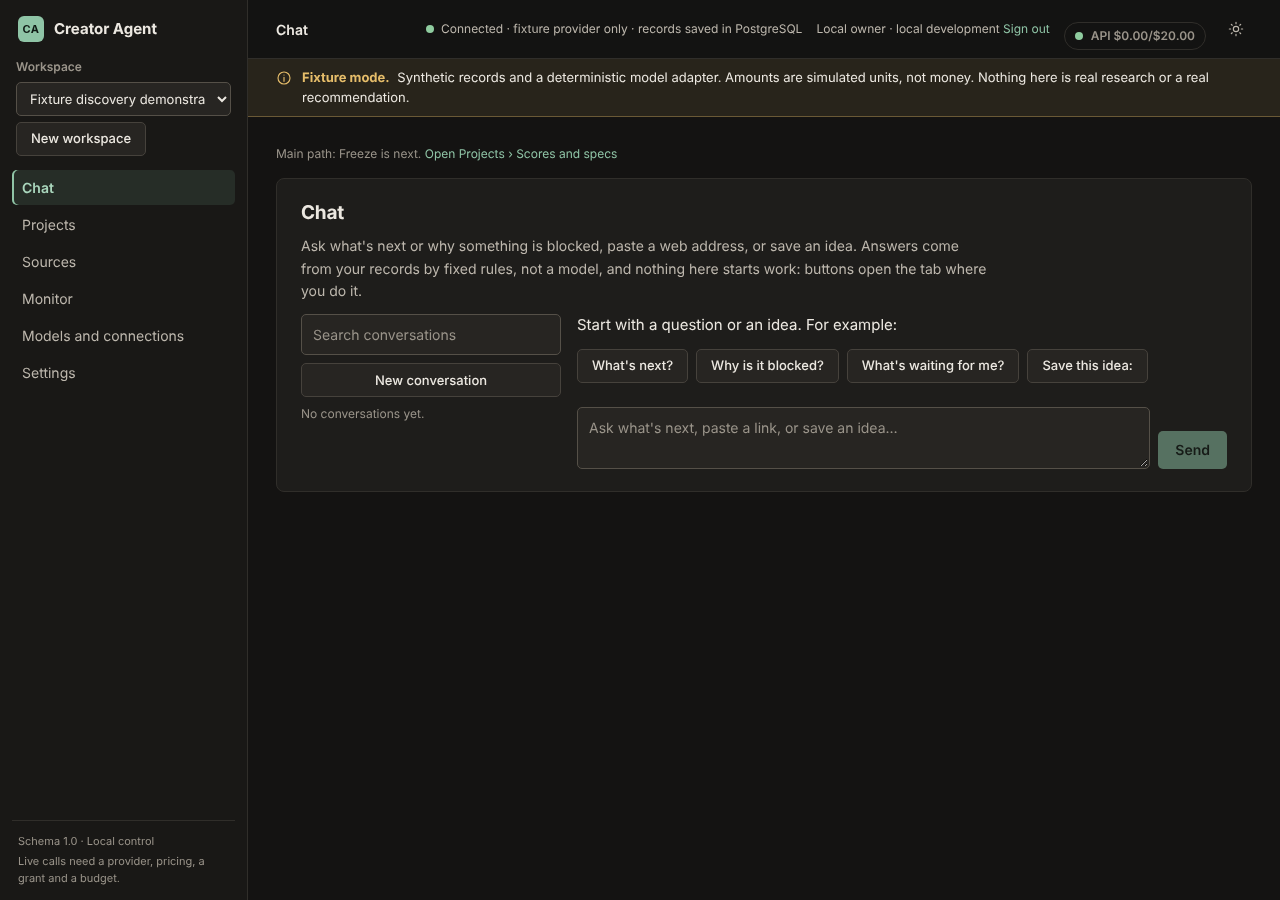 CA Creator Agent
Workspace
Fixture discovery demonstra
New workspace
Chat
Projects
Sources
Monitor
Models and connections
Settings
Schema 1.0 · Local control
Live calls need a provider, pricing, a
grant and a budget.
Chat
Connected · fixture provider only · records saved in PostgreSQL
Local owner · local development Sign out
API $0.00/$20.00
Fixture mode. Synthetic records and a deterministic model adapter. Amounts are simulated units, not money. Nothing here is real research or a real
recommendation.
Main path: Freeze is next. Open Projects › Scores and specs
Chat
Ask what's next or why something is blocked, paste a web address, or save an idea. Answers come
from your records by fixed rules, not a model, and nothing here starts work: buttons open the tab where
you do it.
Search conversations
New conversation
No conversations yet.
Start with a question or an idea. For example:
What's next?
Why is it blocked?
What's waiting for me?
Save this idea:
Ask what's next, paste a link, or save an idea…
Send